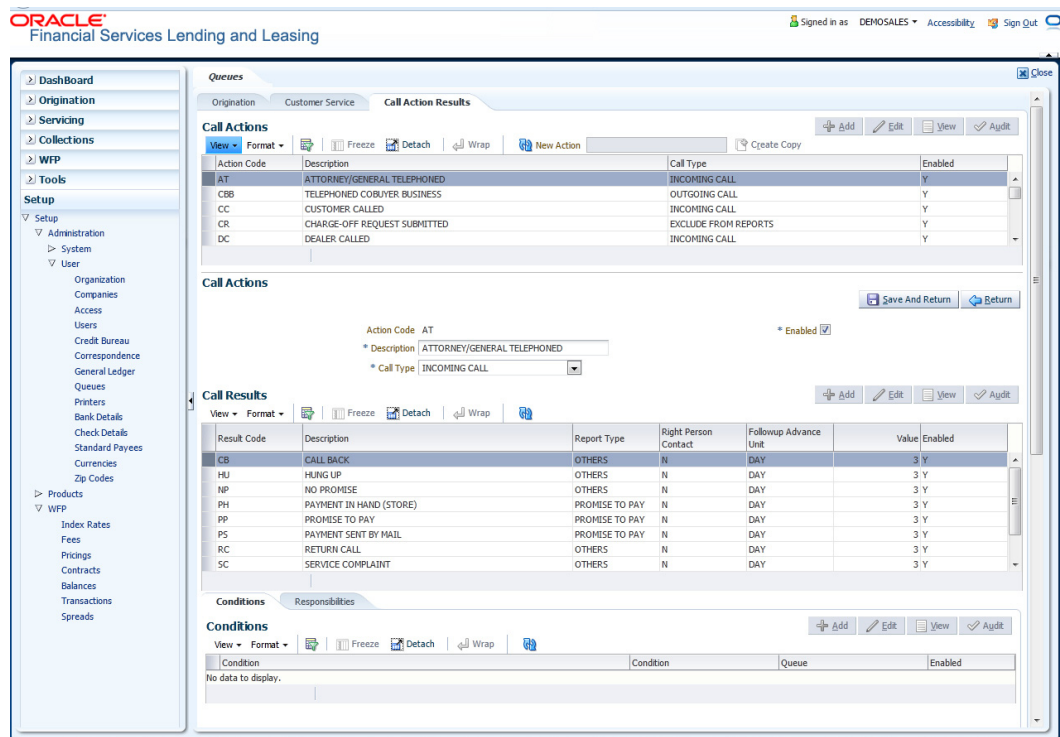 ORACLE
Financial Services Lending and Leasing
Signed in as DEMOSALES Accessibility Sign Out
DashBoard
Origination
Servicing
Collections
WFP
Tools
Setup
Setup
Administration
System
User
Organization
Companies
Access
Users
Credit Bureau
Correspondence
General Ledger
Queues
Printers
Bank Details
Check Details
Standard Payees
Currencies
Zip Codes
Products
WFP
Index Rates
Fees
Pricings
Contracts
Balances
Transactions
Spreads
Queues
Close
Origination Customer Service Call Action Results
Call Actions
Add Edit View Audit
View Format Freeze Detach Wrap New Action Create Copy
Action Code Description Call Type Enabled
AT ATTORNEY/GENERAL TELEPHONED INCOMING CALL Y
CBB TELEPHONED COBUYER BUSINESS OUTGOING CALL Y
CC CUSTOMER CALLED INCOMING CALL Y
CR CHARGE-OFF REQUEST SUBMITTED EXCLUDE FROM REPORTS Y
DC DEALER CALLED INCOMING CALL Y
Call Actions
Save And Return Return
Action Code AT * Enabled
* Description ATTORNEY/GENERAL TELEPHONED
* Call Type INCOMING CALL
Call Results
Add Edit View Audit
View Format Freeze Detach Wrap
Result Code Description Report Type Right Person Contact Followup Advance Unit Value Enabled
CB CALL BACK OTHERS N DAY 3 Y
HU HUNG UP OTHERS N DAY 3 Y
NP NO PROMISE OTHERS N DAY 3 Y
PH PAYMENT IN HAND (STORE) PROMISE TO PAY N DAY 3 Y
PP PROMISE TO PAY PROMISE TO PAY N DAY 3 Y
PS PAYMENT SENT BY MAIL PROMISE TO PAY N DAY 3 Y
RC RETURN CALL OTHERS N DAY 3 Y
SC SERVICE COMPLAINT OTHERS N DAY 3 Y
Conditions Responsibilities
Conditions
Add Edit View Audit
View Format Freeze Detach Wrap
Condition Condition Queue Enabled
No data to display.